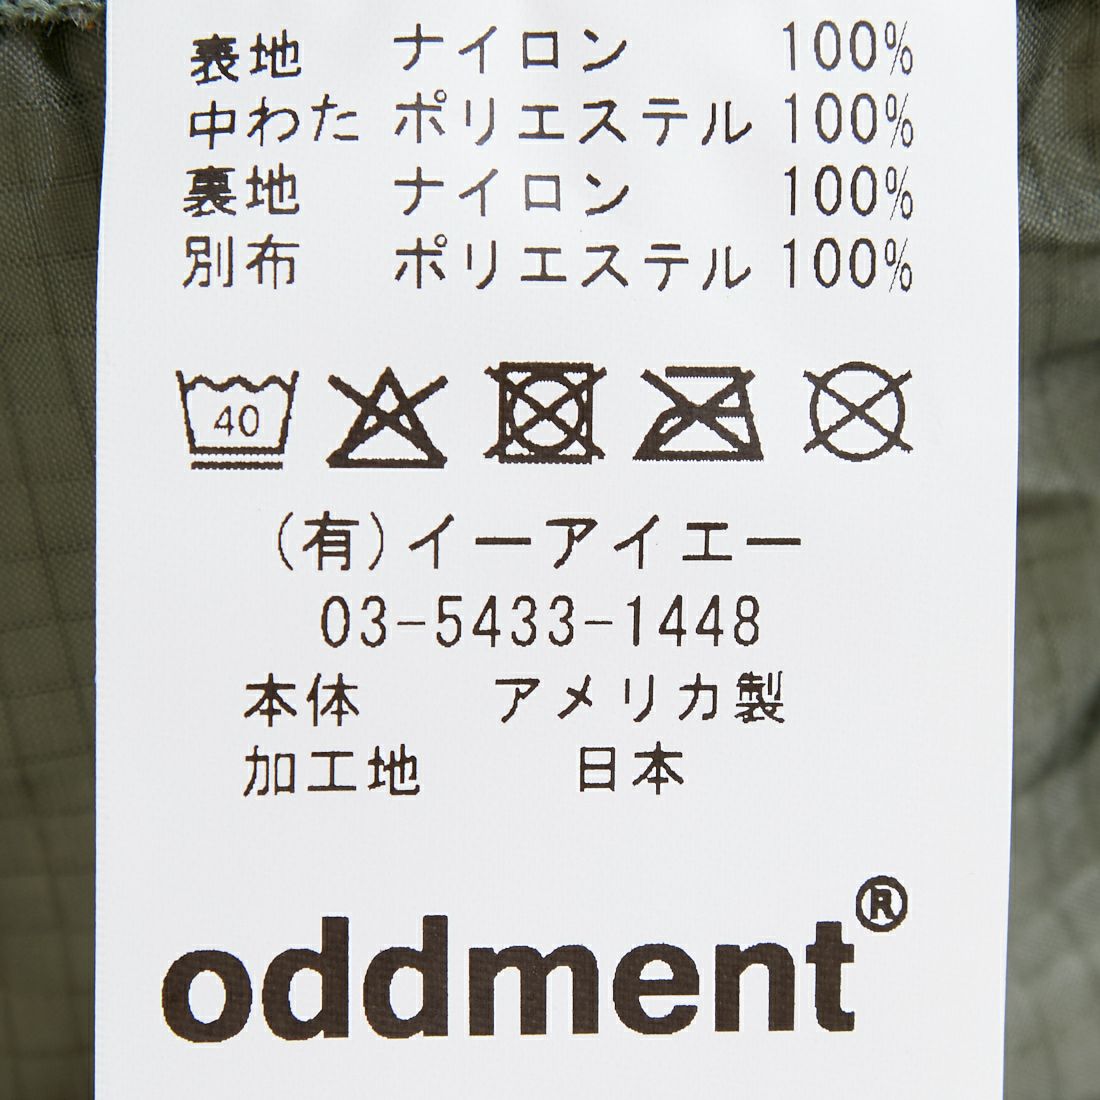 表地 ナイロン 100%
中わた ポリエステル 100%
裏地 ナイロン 100%
別布 ポリエステル 100%
40
(有)イーアイエー
03-5433-1448
本体 アメリカ製
加工地 日本
oddment®